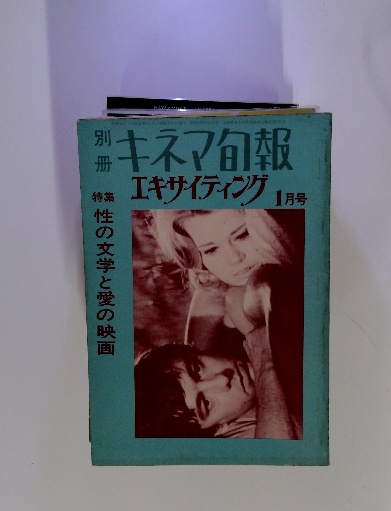 別冊
キネマ旬報
エキサイティング
1月号
特集
性の文学と愛の映画